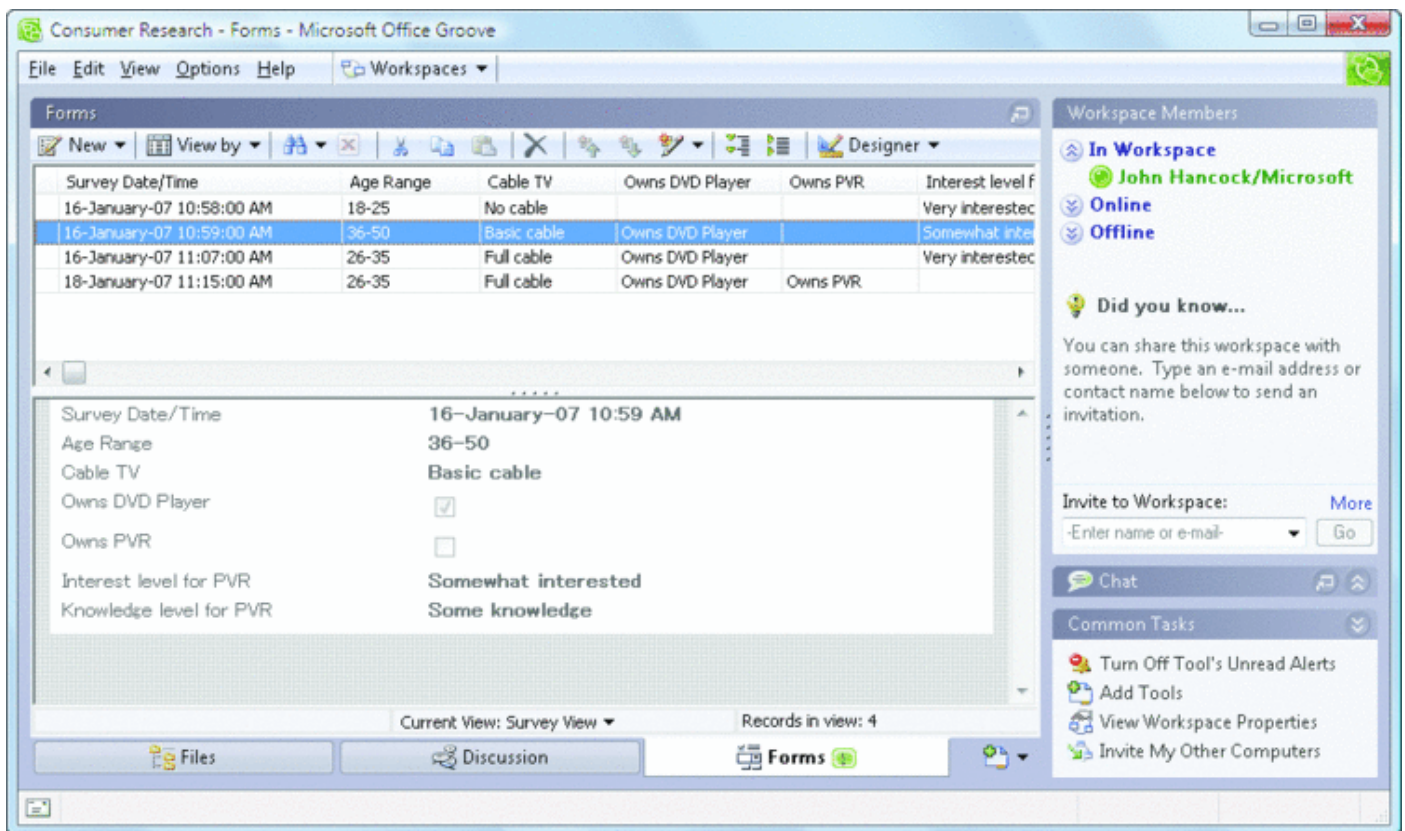 Consumer Research - Forms - Microsoft Office Groove
File Edit View Options Help Workspaces
Forms
New View by Designer
Survey Date/Time Age Range Cable TV Owns DVD Player Owns PVR Interest level f
16-January-07 10:58:00 AM 18-25 No cable Very interestec
16-January-07 10:59:00 AM 36-50 Basic cable Owns DVD Player Somewhat inte
16-January-07 11:07:00 AM 26-35 Full cable Owns DVD Player Very interestec
18-January-07 11:15:00 AM 26-35 Full cable Owns DVD Player Owns PVR
Survey Date/Time 16-January-07 10:59 AM
Age Range 36-50
Cable TV Basic cable
Owns DVD Player
Owns PVR
Interest level for PVR Somewhat interested
Knowledge level for PVR Some knowledge
Current View: Survey View Records in view: 4
Files Discussion Forms
Workspace Members
In Workspace
John Hancock/Microsoft
Online
Offline
Did you know...
You can share this workspace with
someone. Type an e-mail address or
contact name below to send an
invitation.
Invite to Workspace: More
-Enter name or e-mail- Go
Chat
Common Tasks
Turn Off Tool's Unread Alerts
Add Tools
View Workspace Properties
Invite My Other Computers